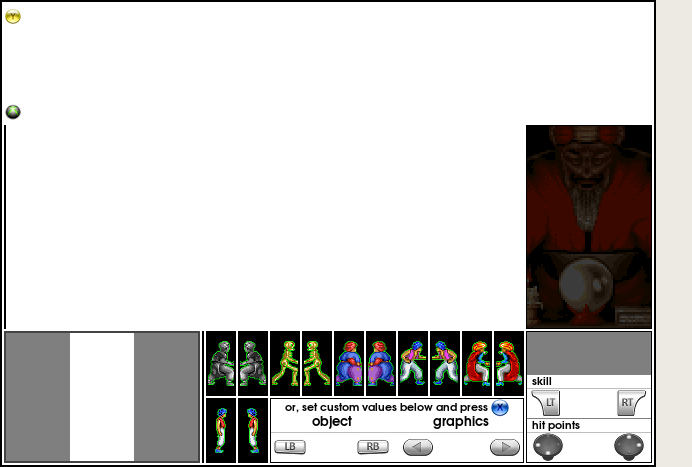 Y
skill
LT RT
or, set custom values below and press X
object graphics
hit points
LB RB